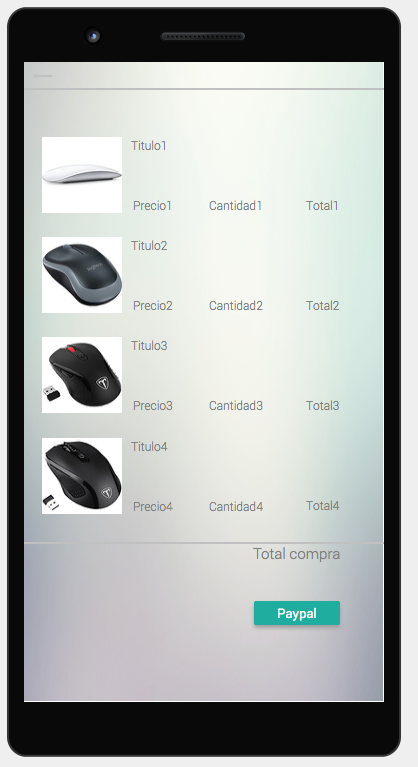 Titulo1
Precio1 Cantidad1 Total1
Titulo2
Precio2 Cantidad2 Total2
Titulo3
Precio3 Cantidad3 Total3
Titulo4
Precio4 Cantidad4 Total4
Total compra
Paypal